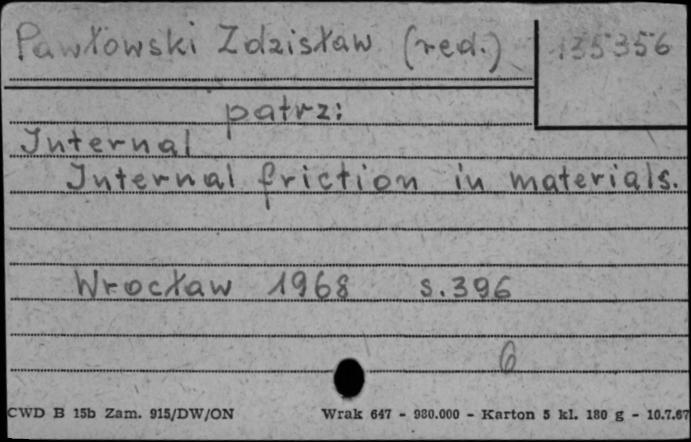 Pawłowski Zdzisław (red.) 135356
patrz:
Internal
Internal friction in materials.
Wrocław 1968 s.396
6
CWD B 15b Zam. 915/DW/ON Wrak 647 - 980.000 - Karton 5 kl. 180 g - 10.7.67